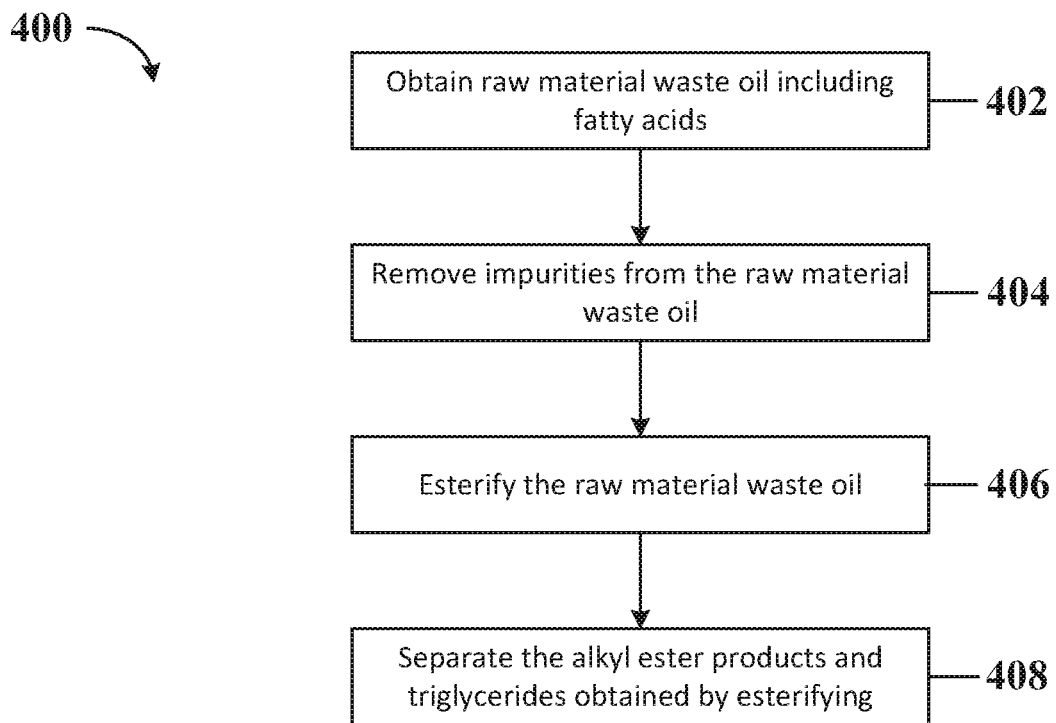 400
Obtain raw material waste oil including
fatty acids
402
Remove impurities from the raw material
waste oil
404
Esterify the raw material waste oil
406
Separate the alkyl ester products and
triglycerides obtained by esterifying
408